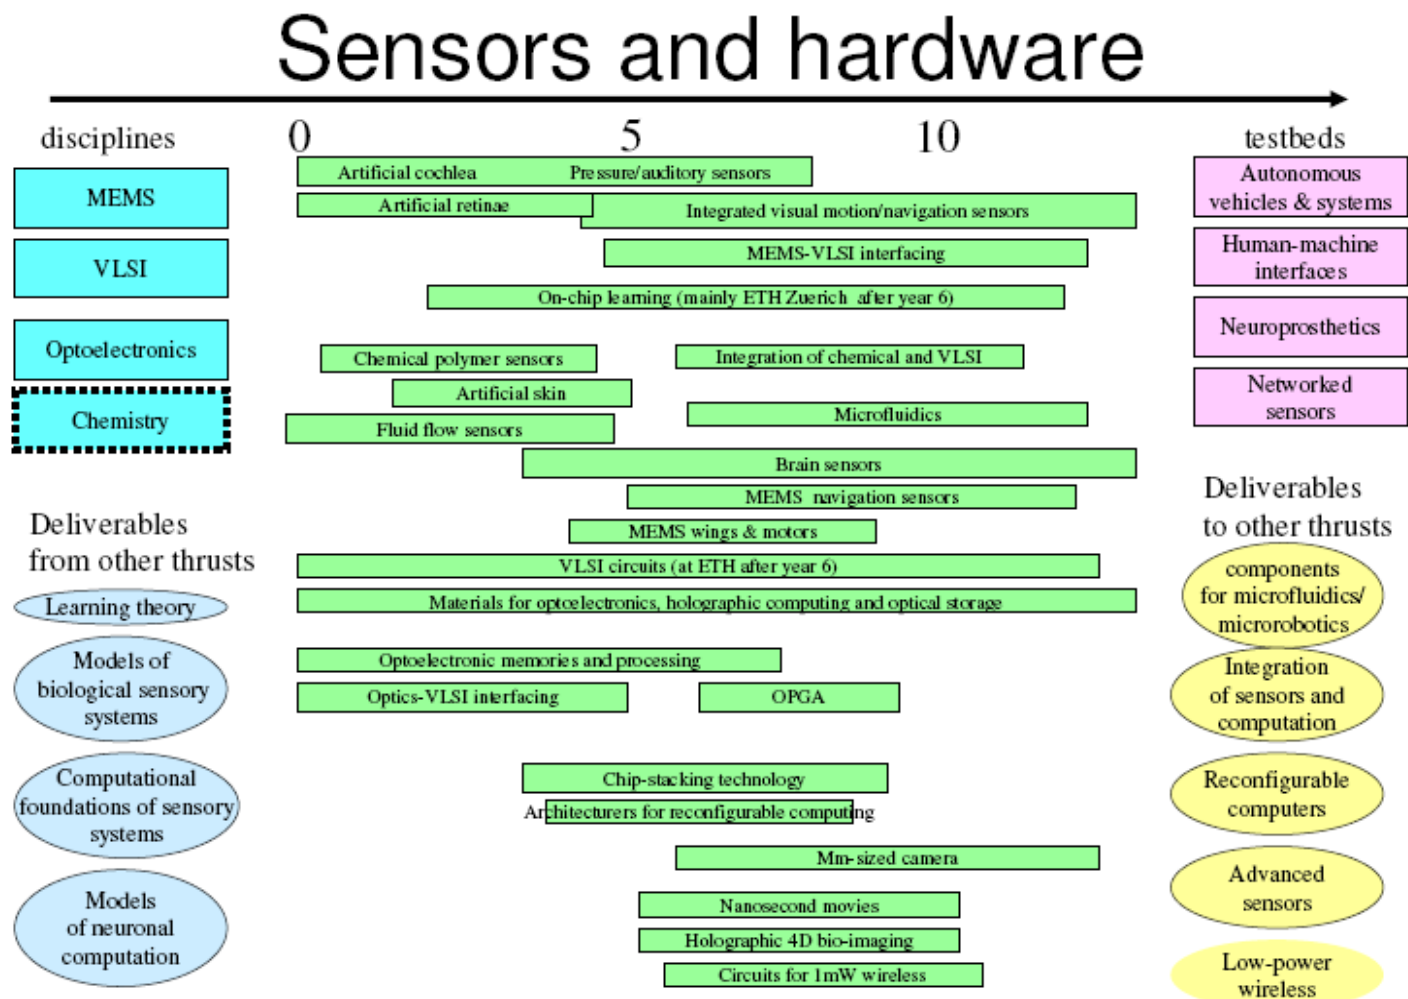 Sensors and hardware
disciplines
0 5 10
testbeds
MEMS
VLSI
Optoelectronics
Chemistry
Deliverables
from other thrusts
Learning theory
Models of
biological sensory
systems
Computational
foundations of sensory
systems
Models
of neuronal
computation
Artificial cochlea
Pressure/auditory sensors
Artificial retinae
Integrated visual motion/navigation sensors
MEMS-VLSI interfacing
On-chip learning (mainly ETH Zuerich after year 6)
Chemical polymer sensors
Integration of chemical and VLSI
Artificial skin
Microfluidics
Fluid flow sensors
Brain sensors
MEMS navigation sensors
MEMS wings & motors
VLSI circuits (at ETH after year 6)
Materials for optoelectronics, holographic computing and optical storage
Optoelectronic memories and processing
Optics-VLSI interfacing
OPGA
Chip-stacking technology
Architecturers for reconfigurable computing
Mm-sized camera
Nanosecond movies
Holographic 4D bio-imaging
Circuits for 1mW wireless
Autonomous
vehicles & systems
Human-machine
interfaces
Neuroprosthetics
Networked
sensors
Deliverables
to other thrusts
components
for microfluidics/
microrobotics
Integration
of sensors and
computation
Reconfigurable
computers
Advanced
sensors
Low-power
wireless